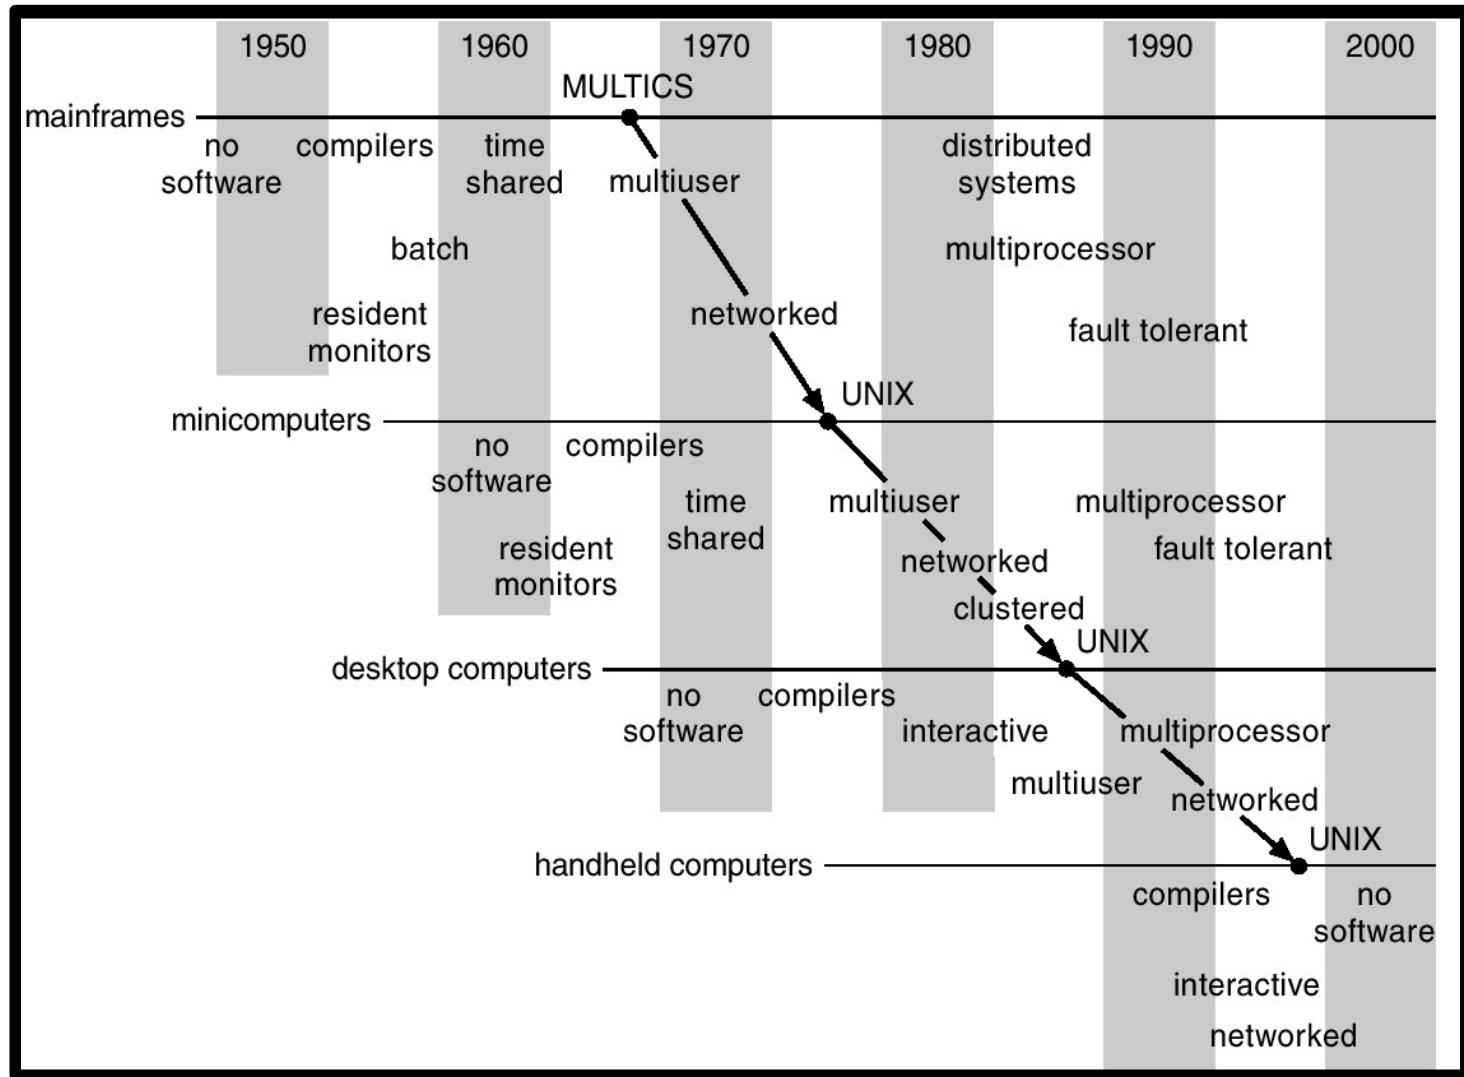 1950 1960 1970 1980 1990 2000
MULTICS
mainframes
no compilers time distributed
software shared multiuser systems
batch multiprocessor
resident networked fault tolerant
monitors
UNIX
minicomputers
no compilers
software
time multiuser multiprocessor
shared
resident fault tolerant
monitors networked
clustered
UNIX
desktop computers
no compilers
software interactive multiprocessor
multiuser networked
UNIX
handheld computers
compilers no
software
interactive
networked